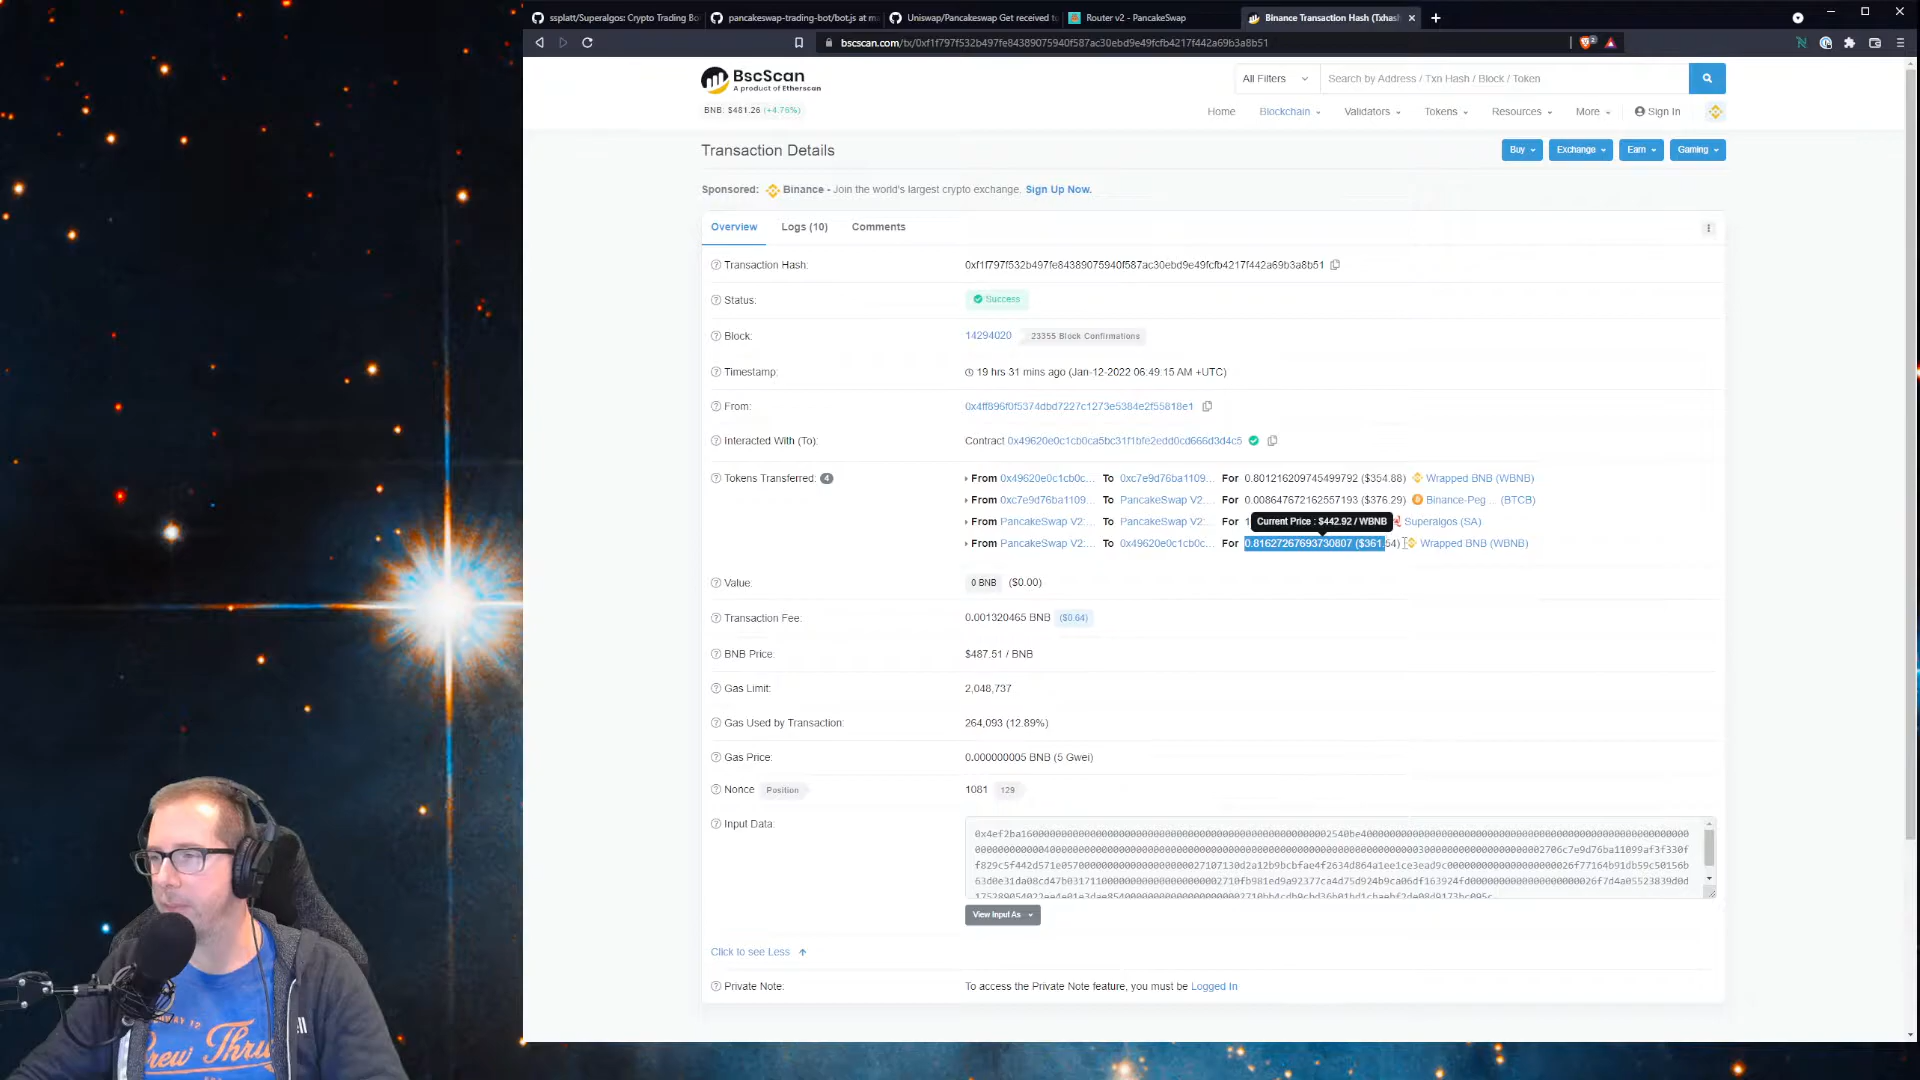 ssplatt/Superalgos: Crypto Trading Bo
pancakeswap-trading-bot/bot.js at m
Uniswap/Pancakeswap Get received t
Router v2 - PancakeSwap
Binance Transaction Hash (Txhas
bscscan.com/tx/0xf1f797f532b497fe84389075940f587ac30ebd9e49fcfb4217f442a69b3a8b51
BscScan
A product of Etherscan
All Filters
Search by Address / Txn Hash / Block / Token
BNB: $481.26 (+4.76%)
Home Blockchain Validators Tokens Resources More Sign In
Transaction Details
Buy Exchange Earn Gaming
Sponsored: Binance - Join the world's largest crypto exchange. Sign Up Now.
Overview Logs (10) Comments
Transaction Hash: 0xf1f797f532b497fe84389075940f587ac30ebd9e49fcfb4217f442a69b3a8b51
Status: Success
Block: 14294020 23355 Block Confirmations
Timestamp: 19 hrs 31 mins ago (Jan-12-2022 06:49:15 AM +UTC)
From: 0x4ff896f0f5374dbd7227c1273e5384e2f55818e1
Interacted With (To): Contract 0x49620e0c1cb0ca5bc31f1bfe2edd0cd666d3d4c5
Tokens Transferred: 4 From 0x49620e0c1cb0c... To 0xc7e9d76ba1109... For 0.801216209745499792 ($354.88) Wrapped BNB (WBNB)
From 0xc7e9d76ba1109... To PancakeSwap V2:... For 0.008647672162557193 ($376.29) Binance-Peg ... (BTCB)
From PancakeSwap V2:... To PancakeSwap V2:... For 1 Superalgos (SA)
Current Price : $442.92 / WBNB
From PancakeSwap V2:... To 0x49620e0c1cb0c... For 0.81627267693730807 ($361.54) Wrapped BNB (WBNB)
Value: 0 BNB ($0.00)
Transaction Fee: 0.001320465 BNB ($0.64)
BNB Price: $487.51 / BNB
Gas Limit: 2,048,737
Gas Used by Transaction: 264,093 (12.89%)
Gas Price: 0.000000005 BNB (5 Gwei)
Nonce Position 1081 129
Input Data:
View Input As
Click to see Less
Private Note: To access the Private Note feature, you must be Logged In